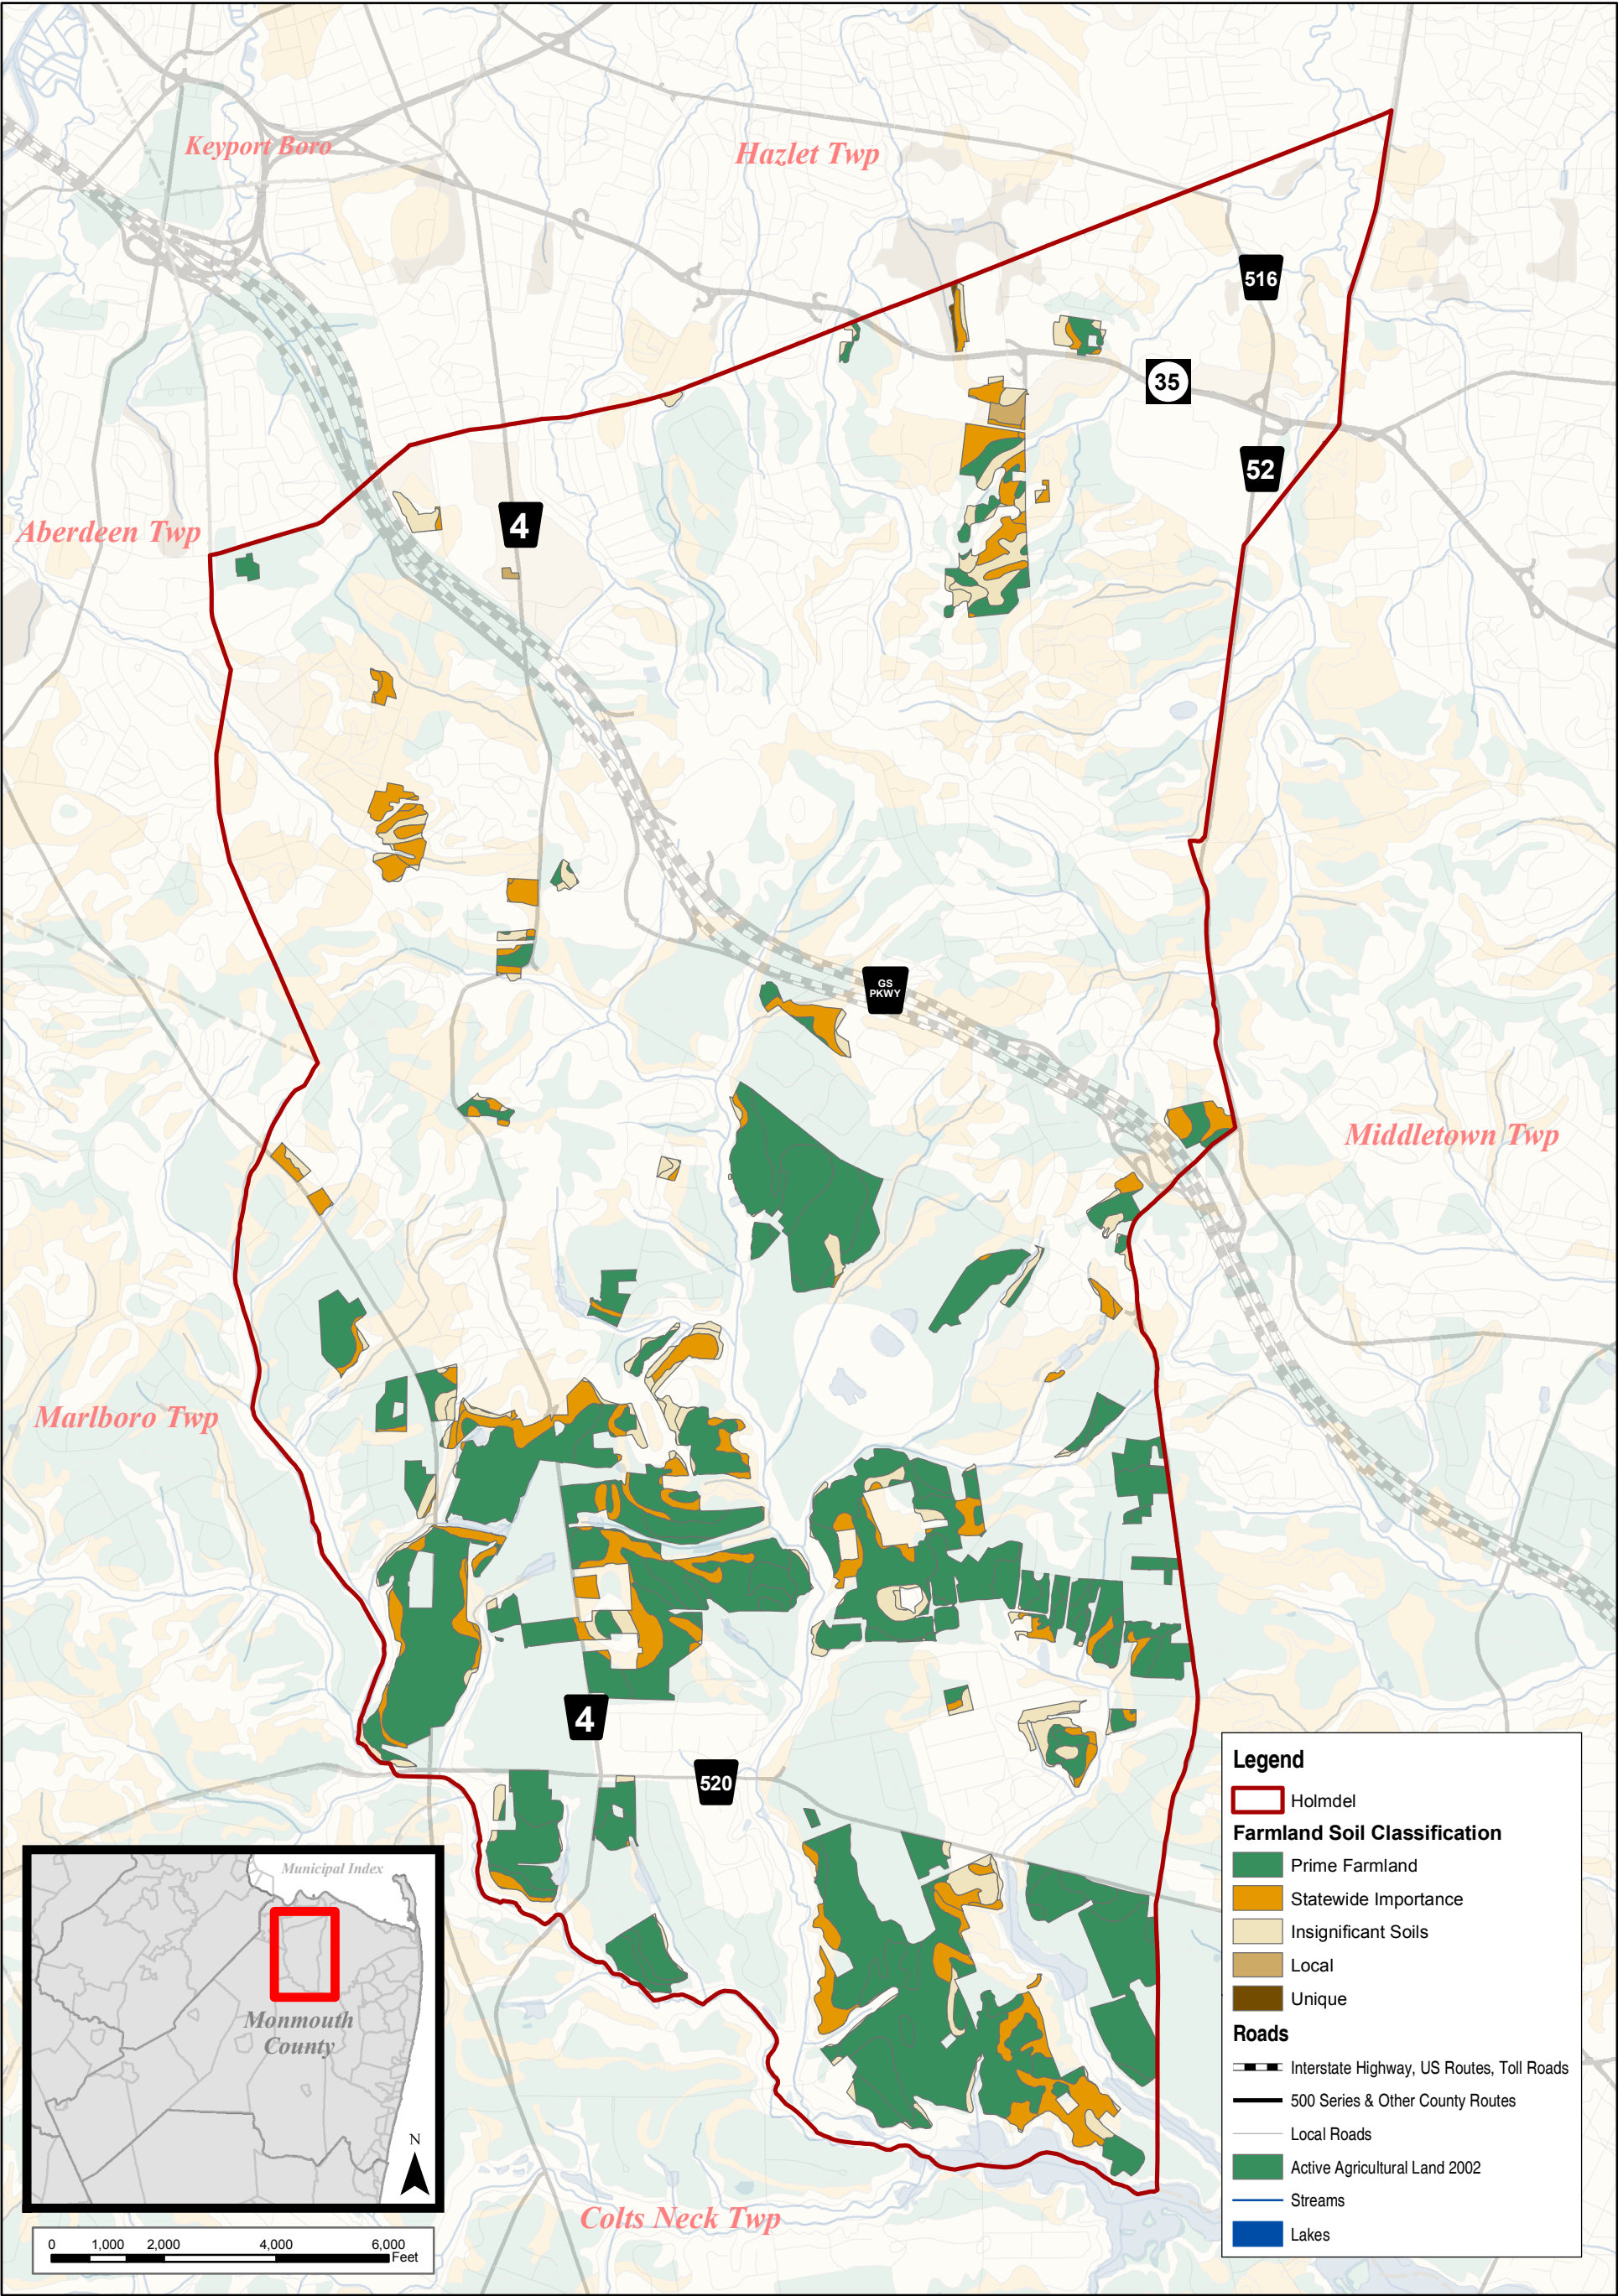 Keyport Boro
Hazlet Twp
516
35
52
Aberdeen Twp
4
GS
PKWY
Middletown Twp
Marlboro Twp
4
520
Colts Neck Twp
Municipal Index
Monmouth
County
N
0 1,000 2,000 4,000 6,000
Feet
Legend
Holmdel
Farmland Soil Classification
Prime Farmland
Statewide Importance
Insignificant Soils
Local
Unique
Roads
Interstate Highway, US Routes, Toll Roads
500 Series & Other County Routes
Local Roads
Active Agricultural Land 2002
Streams
Lakes